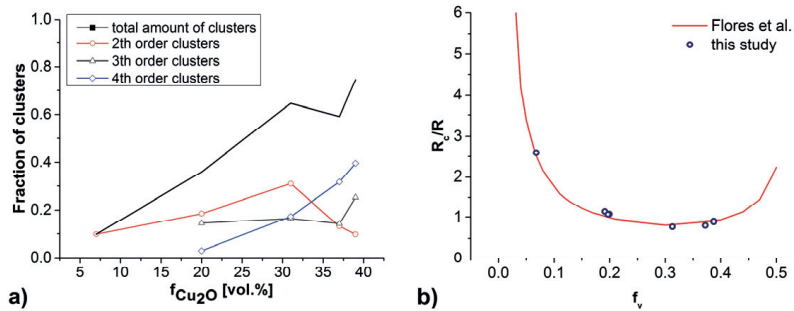 total amount of clusters
2th order clusters
3th order clusters
4th order clusters
1.0
0.8
0.6
0.4
0.2
0.0
Fraction of clusters
5 10 15 20 25 30 35 40
fCu2O [vol.%]
a)
Flores et al.
this study
6
5
4
3
2
1
0
Rc/R
0.0 0.1 0.2 0.3 0.4 0.5
fv
b)